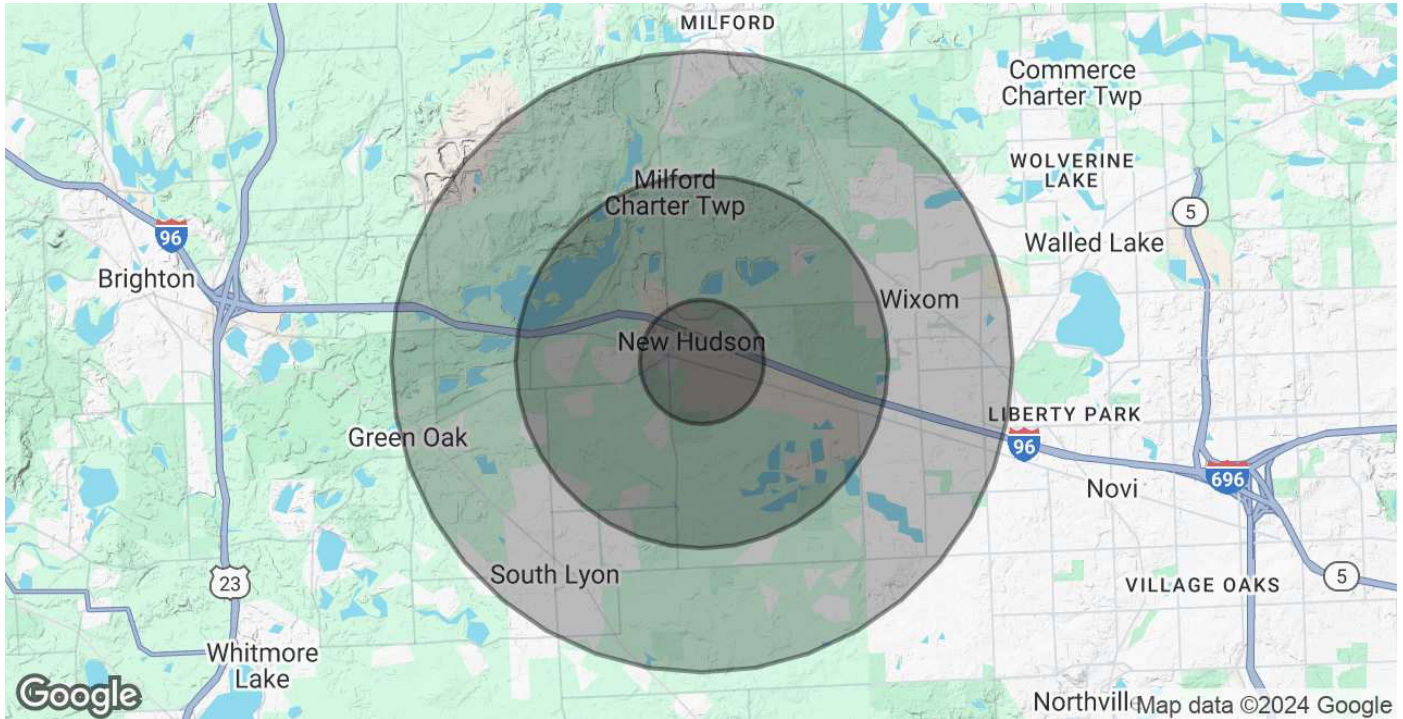 MILFORD
Commerce
Charter Twp
WOLVERINE
LAKE
Milford
Charter Twp
5
96
Walled Lake
Brighton
Wixom
New Hudson
LIBERTY PARK
Green Oak
96
696
Novi
South Lyon
23
5
VILLAGE OAKS
Whitmore
Lake
Google
Northville
Map data ©2024 Google